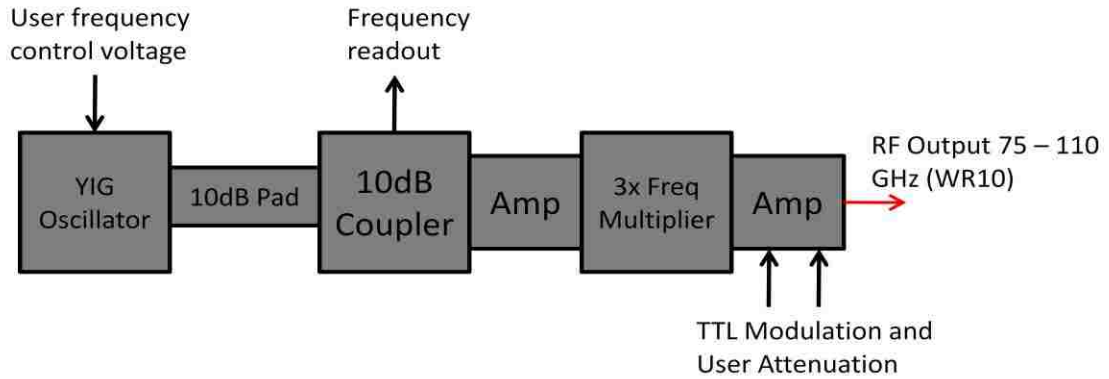 User frequency
control voltage
Frequency
readout
YIG
Oscillator
10dB Pad
10dB
Coupler
Amp
3x Freq
Multiplier
Amp
RF Output 75 – 110
GHz (WR10)
TTL Modulation and
User Attenuation